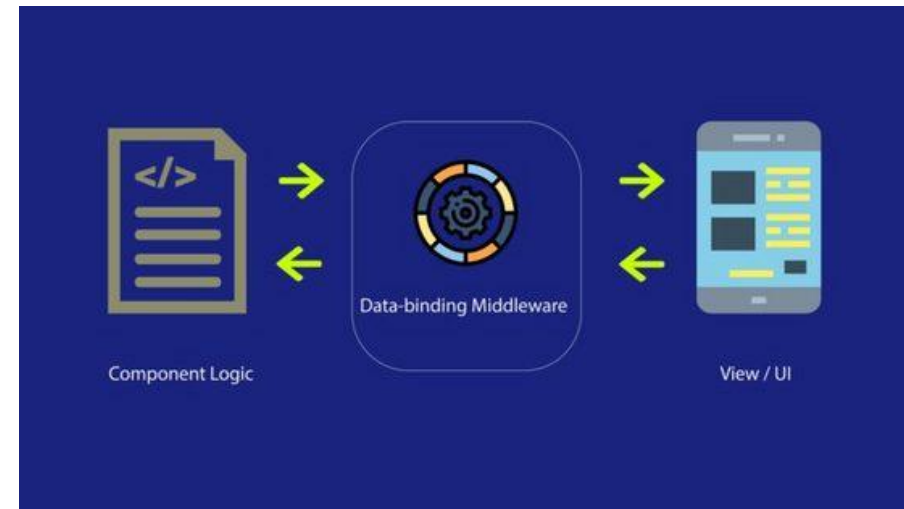 </>
Data-binding Middleware
Component Logic
View / UI